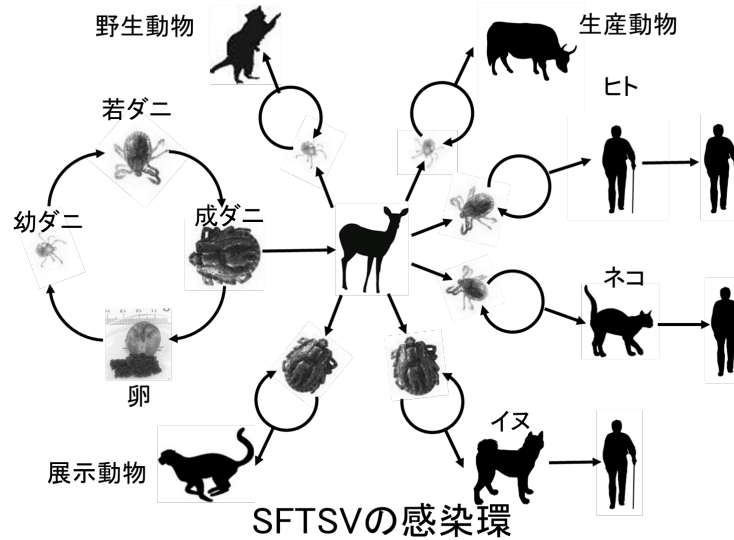 野生動物
生産動物
ヒト
若ダニ
幼ダニ
成ダニ
ネコ
卵
イヌ
展示動物
SFTSVの感染環